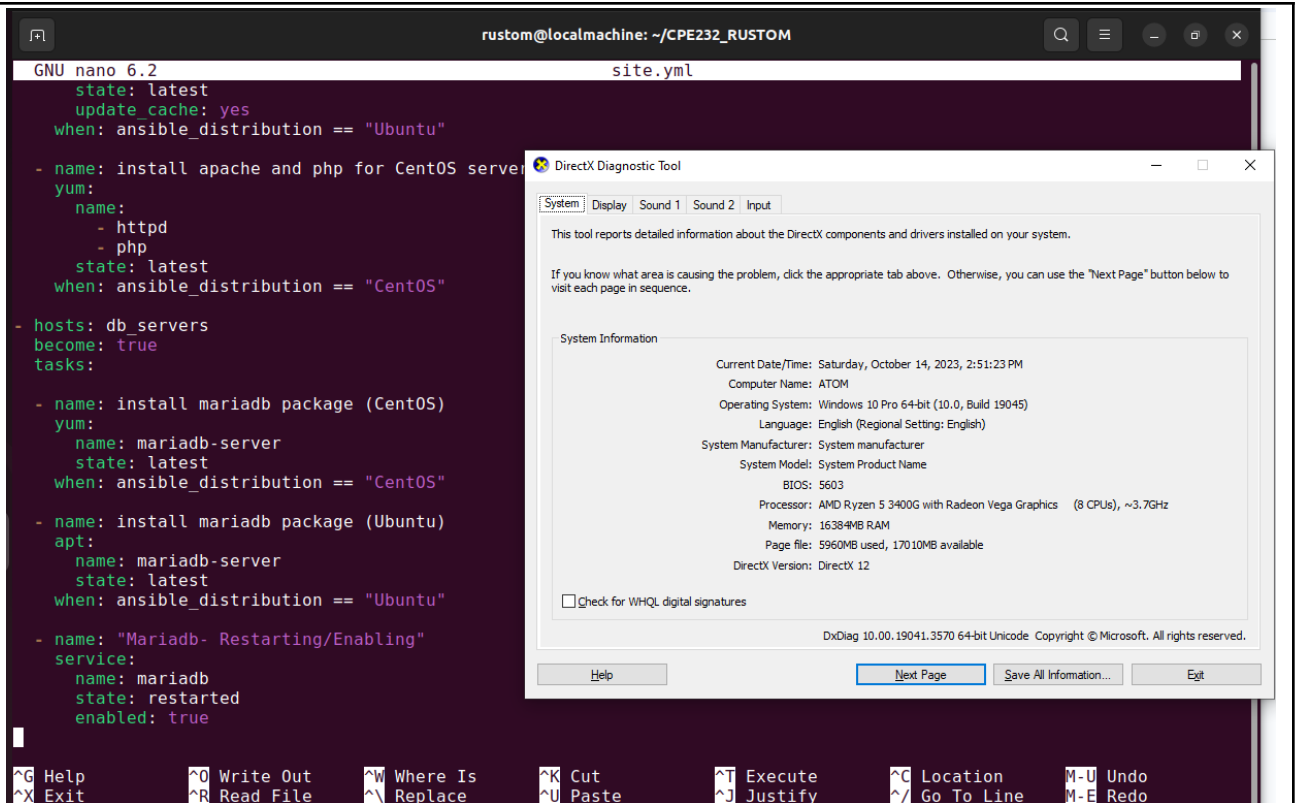 rustom@localmachine: ~/CPE232_RUSTOM
GNU nano 6.2 site.yml
state: latest
update_cache: yes
when: ansible_distribution == "Ubuntu"
- name: install apache and php for CentOS server
yum:
name:
- httpd
- php
state: latest
when: ansible_distribution == "CentOS"
- hosts: db_servers
become: true
tasks:
- name: install mariadb package (CentOS)
yum:
name: mariadb-server
state: latest
when: ansible_distribution == "CentOS"
- name: install mariadb package (Ubuntu)
apt:
name: mariadb-server
state: latest
when: ansible_distribution == "Ubuntu"
- name: "Mariadb- Restarting/Enabling"
service:
name: mariadb
state: restarted
enabled: true
^G Help ^O Write Out ^W Where Is ^K Cut ^T Execute ^C Location M-U Undo
^X Exit ^R Read File ^\ Replace ^U Paste ^J Justify ^/ Go To Line M-E Redo
DirectX Diagnostic Tool
System Display Sound 1 Sound 2 Input
This tool reports detailed information about the DirectX components and drivers installed on your system.
If you know what area is causing the problem, click the appropriate tab above. Otherwise, you can use the "Next Page" button below to
visit each page in sequence.
System Information
Current Date/Time: Saturday, October 14, 2023, 2:51:23 PM
Computer Name: ATOM
Operating System: Windows 10 Pro 64-bit (10.0, Build 19045)
Language: English (Regional Setting: English)
System Manufacturer: System manufacturer
System Model: System Product Name
BIOS: 5603
Processor: AMD Ryzen 5 3400G with Radeon Vega Graphics (8 CPUs), ~3.7GHz
Memory: 16384MB RAM
Page file: 5960MB used, 17010MB available
DirectX Version: DirectX 12
Check for WHQL digital signatures
DxDiag 10.00.19041.3570 64-bit Unicode Copyright © Microsoft. All rights reserved.
Help Next Page Save All Information... Exit